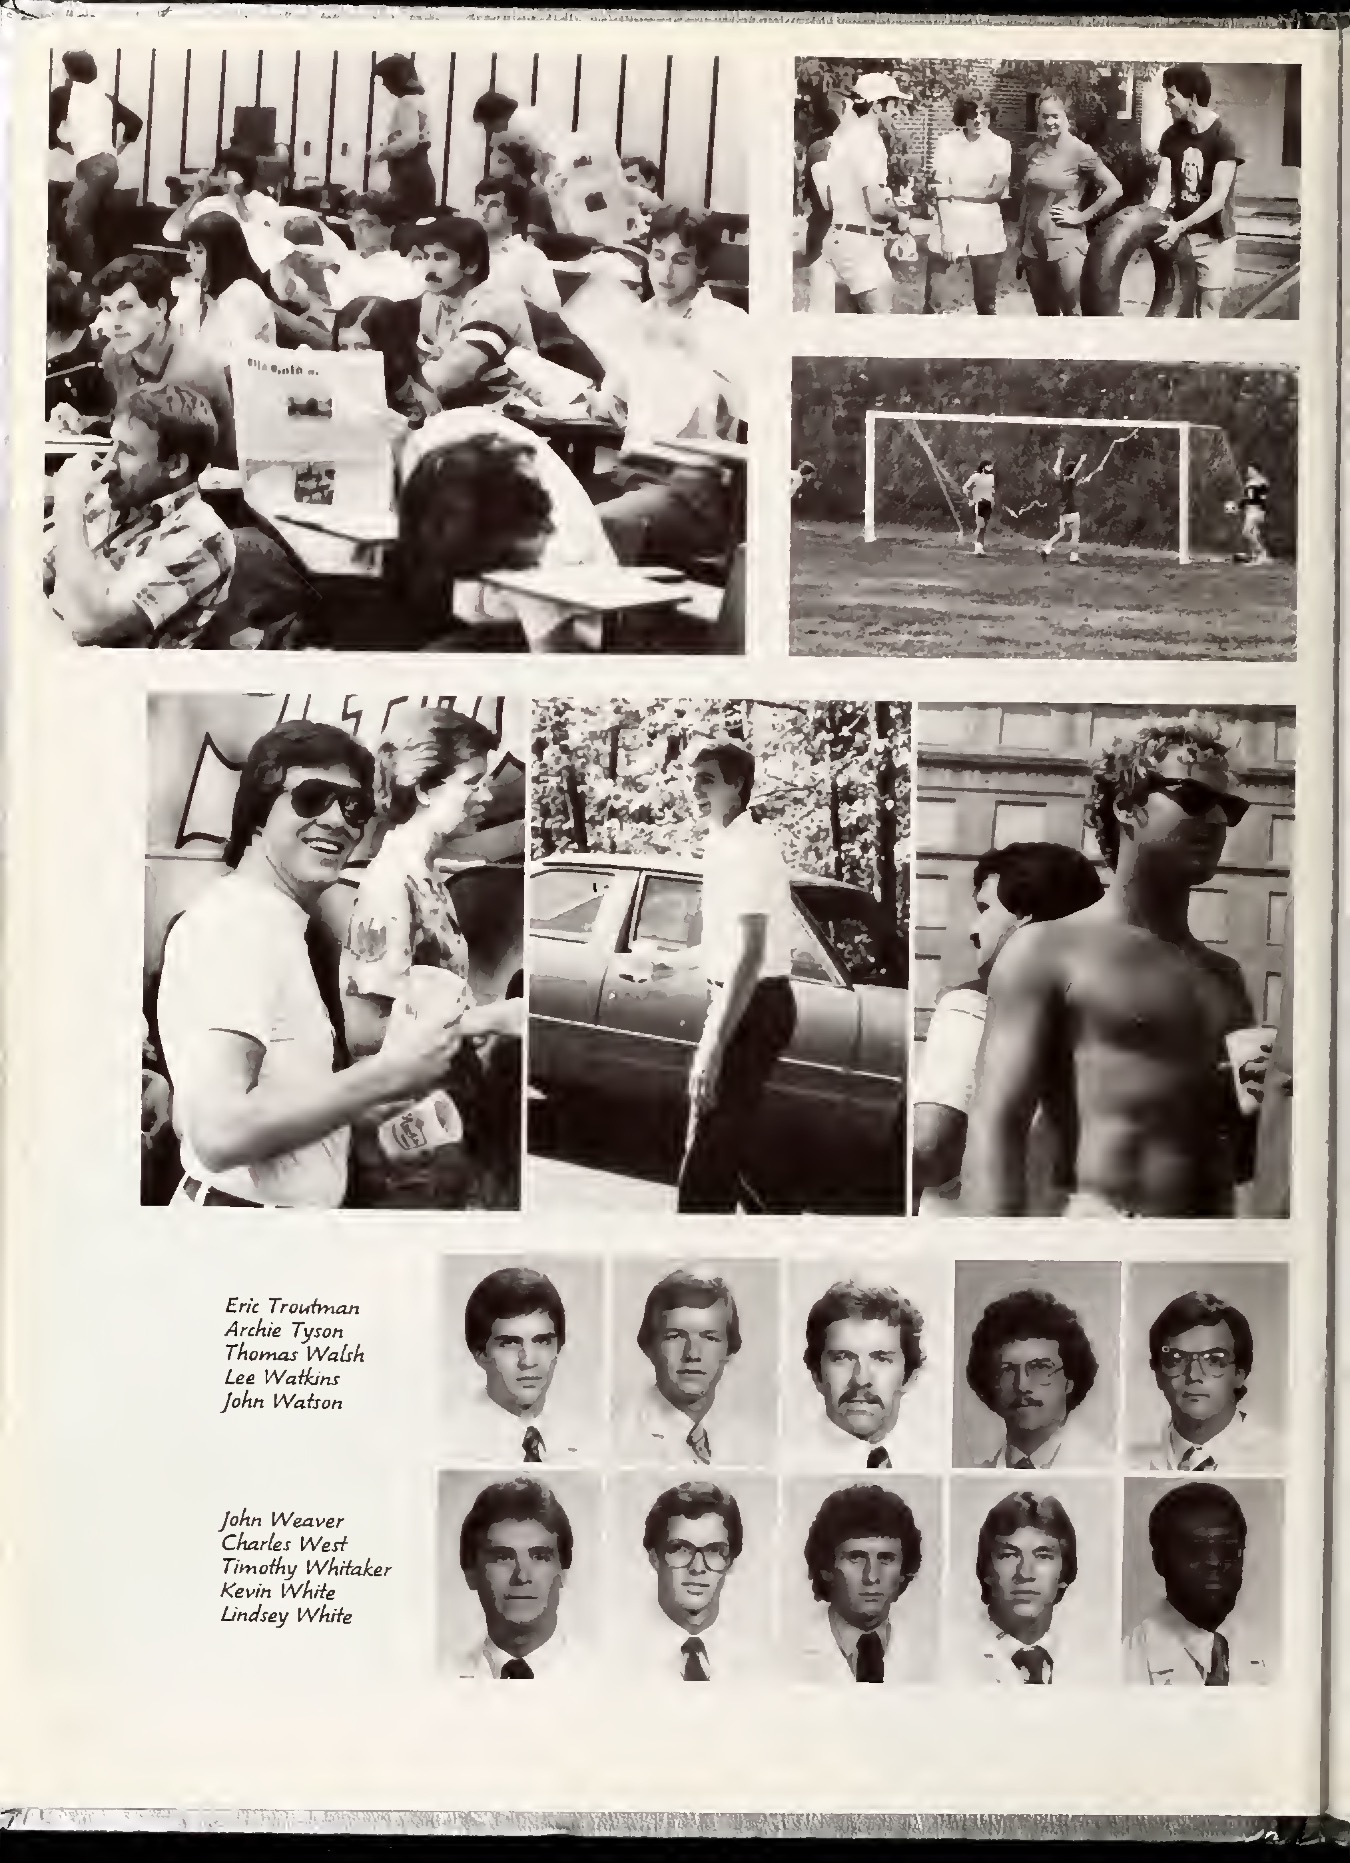 Eric Troutman
Archie Tyson
Thomas Walsh
Lee Watkins
John Watson
John Weaver
Charles West
Timothy Whitaker
Kevin White
Lindsey White